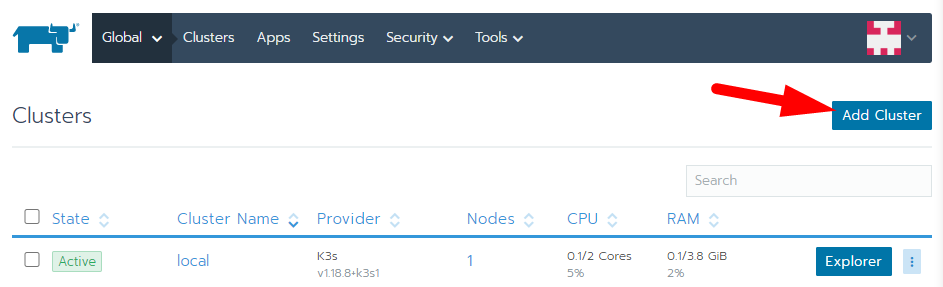 Global Clusters Apps Settings Security Tools
Clusters
Add Cluster
Search
State Cluster Name Provider Nodes CPU RAM
Active local K3s 1 0.1/2 Cores 0.1/3.8 GiB Explorer
v1.18.8+k3s1 5% 2%